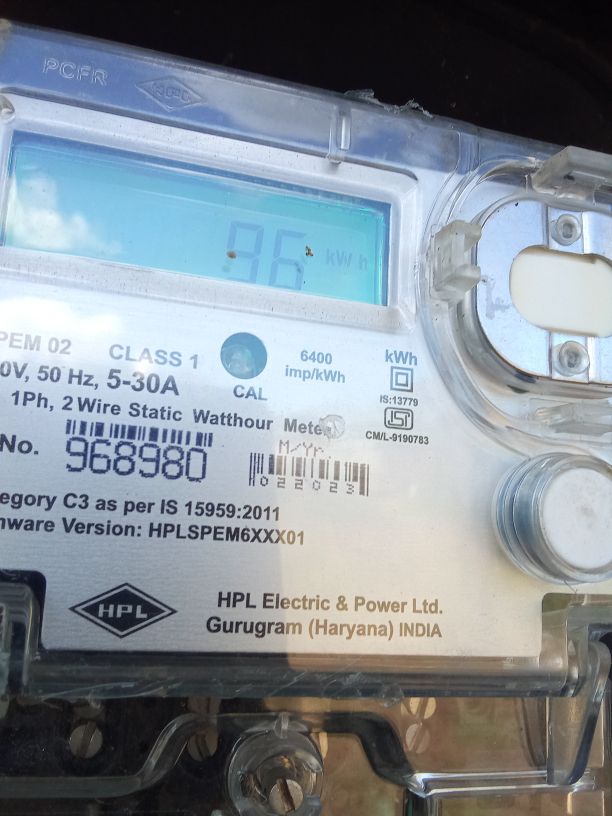 PCFR
96 kWh
PEM 02 CLASS 1
0V, 50 Hz, 5-30A
CAL
6400
imp/kWh
kWh
IS:13779
ISI
CM/L-9190783
1Ph, 2 Wire Static Watthour Meter
No. 968980
M/Yr.
022023
egory C3 as per IS 15959:2011
mware Version: HPLSPEM6XXX01
HPL
HPL Electric & Power Ltd.
Gurugram (Haryana) INDIA